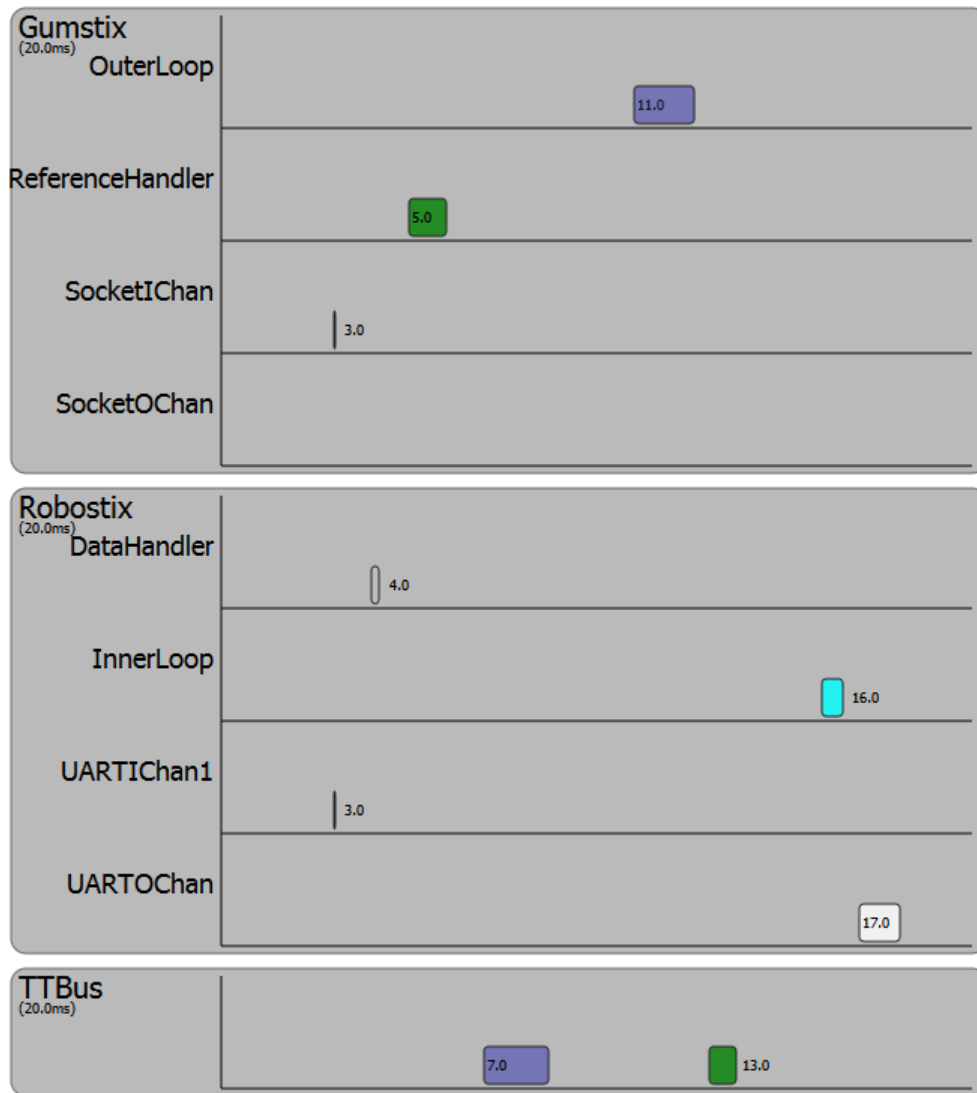 Gumstix
(20.0ms)
OuterLoop
11.0
ReferenceHandler
5.0
SocketIChan
3.0
SocketOChan
Robostix
(20.0ms)
DataHandler
4.0
InnerLoop
16.0
UARTIChan1
3.0
UARTOChan
17.0
TTBus
(20.0ms)
7.0 13.0